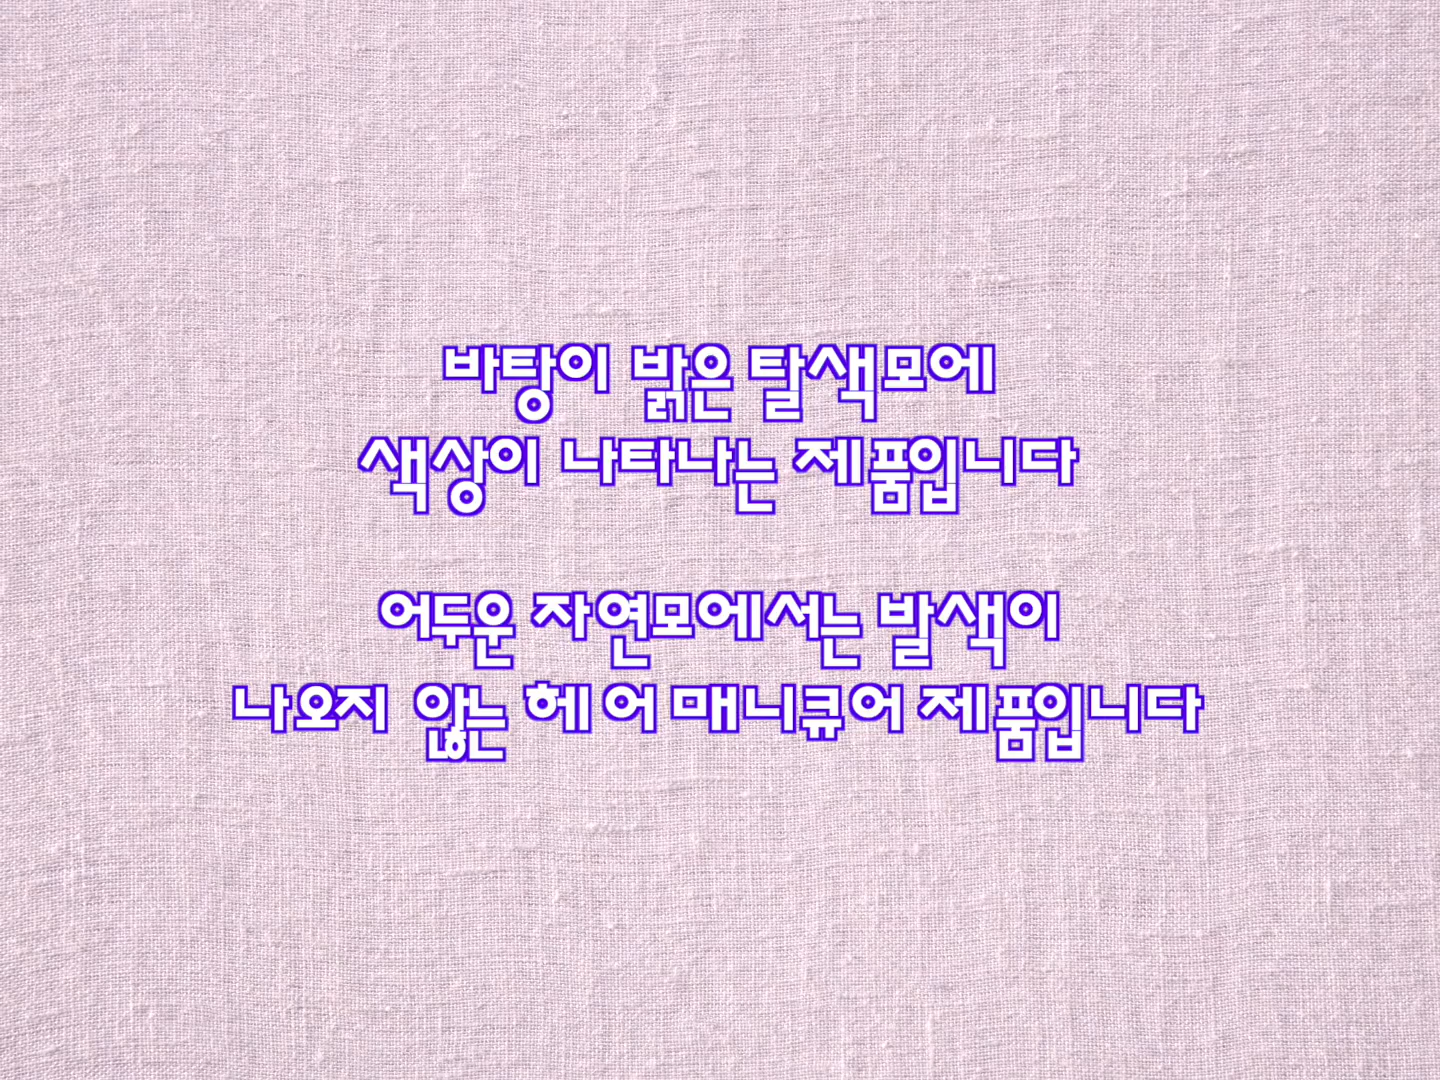 바탕이 밝은 탈색모에
색상이 나타나는 제품입니다
어두운 자연모에서는 발색이
나오지 않는 헤어 매니큐어 제품입니다